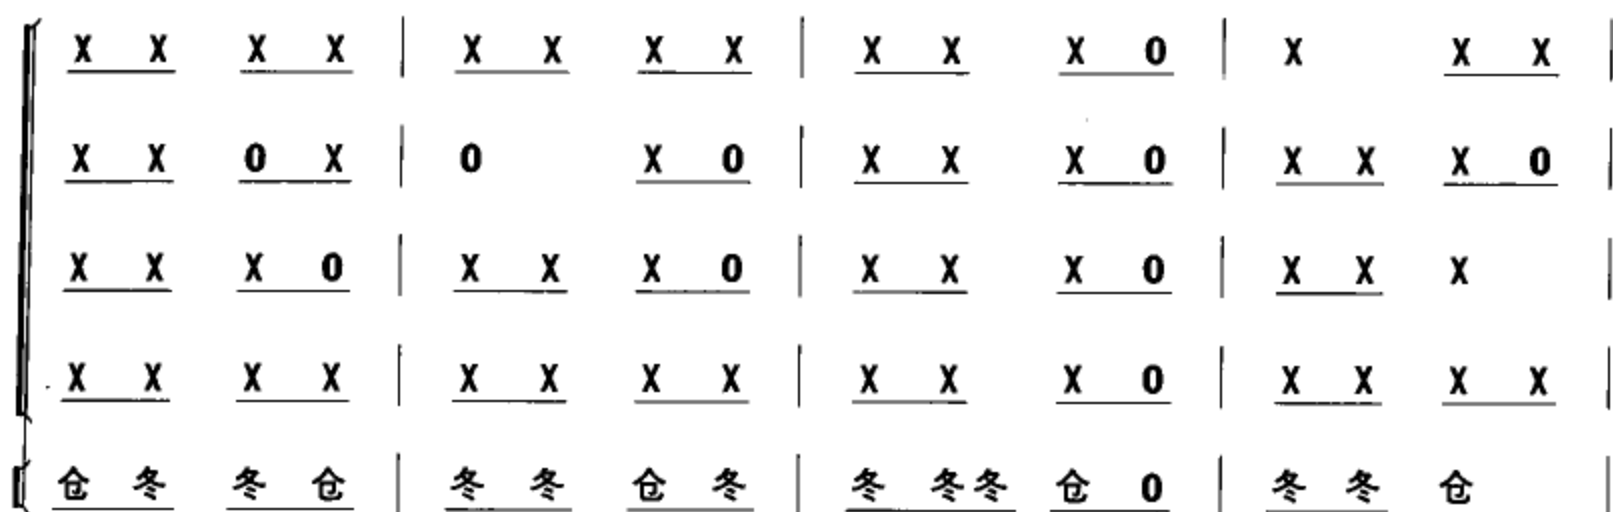 X X X X | X X X X | X X X 0 | X X X |
X X 0 X | 0 X 0 | X X X 0 | X X X 0 |
X X X 0 | X X X 0 | X X X 0 | X X X |
X X X X | X X X X | X X X 0 | X X X X |
仓 冬 冬 仓 | 冬 冬 仓 冬 | 冬 冬冬 仓 0 | 冬 冬 仓 |